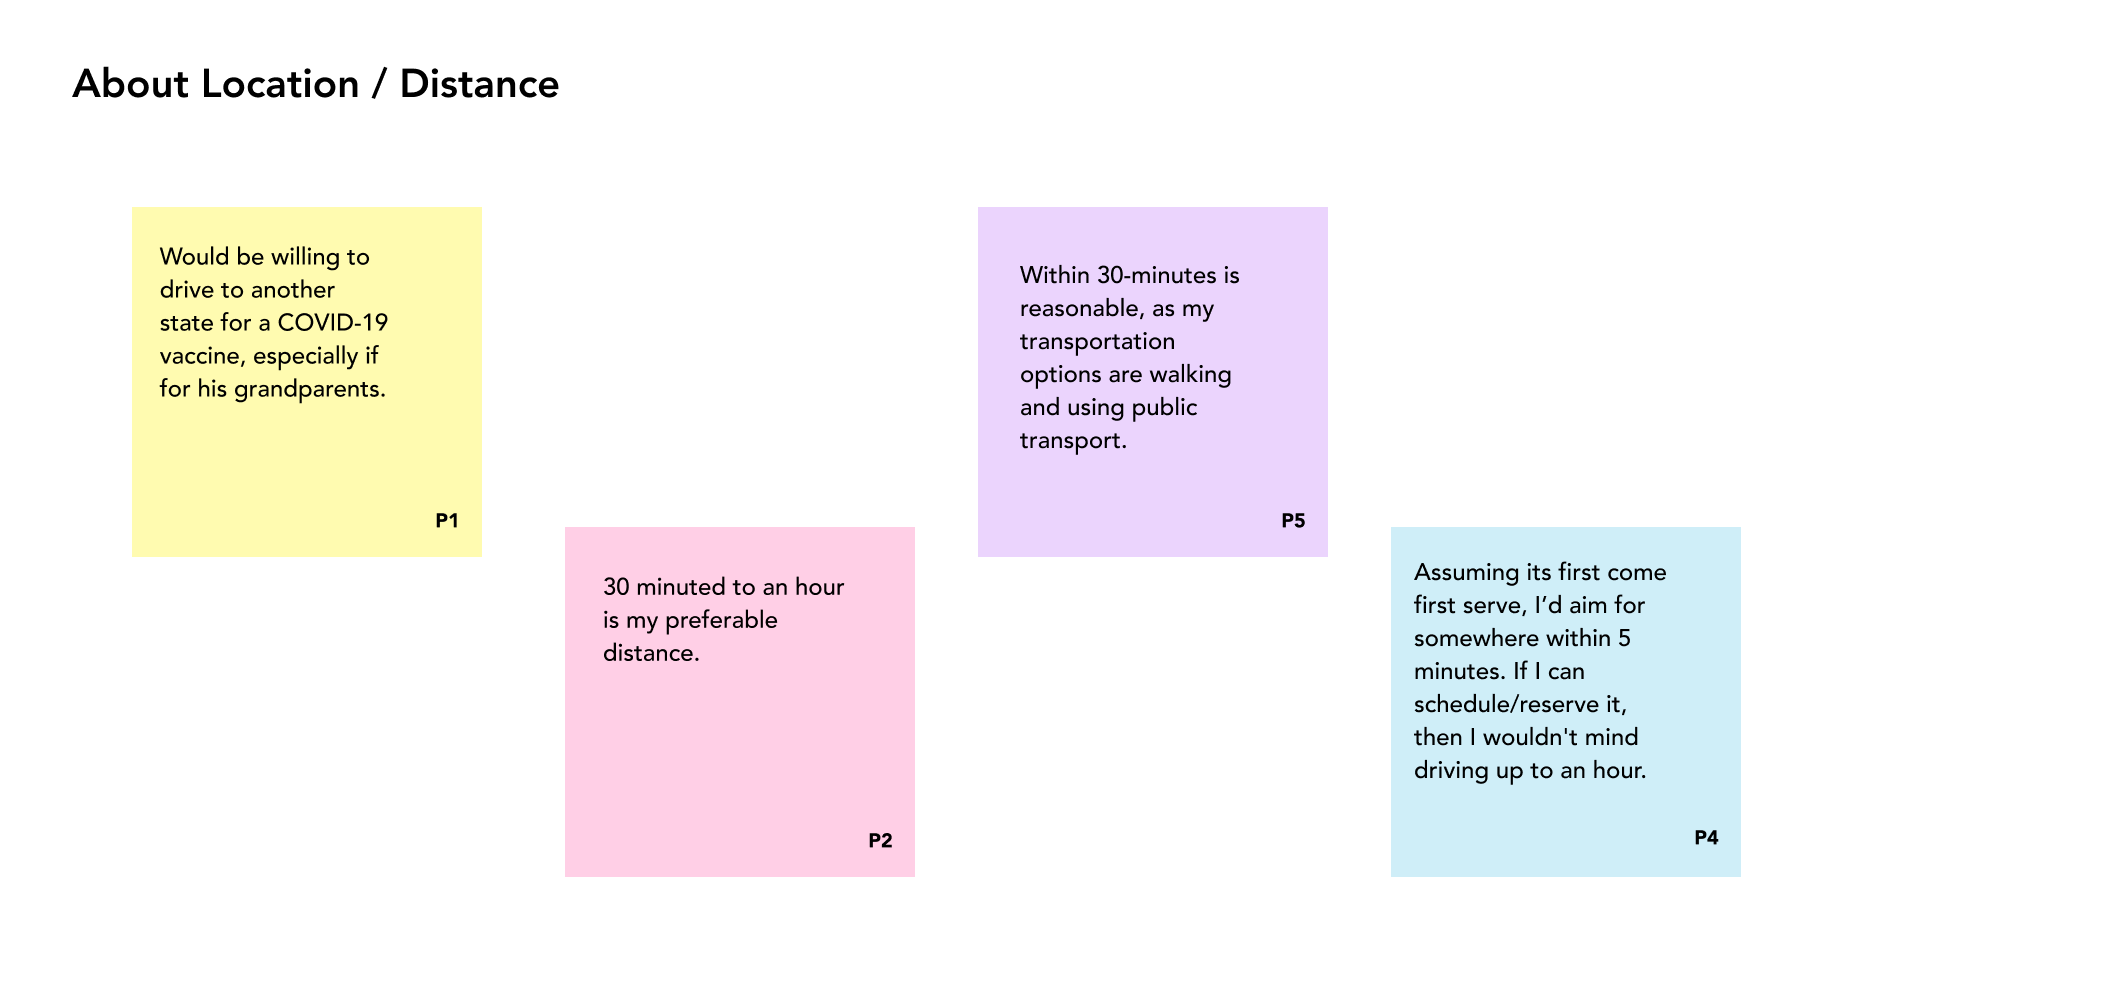 About Location / Distance
Would be willing to
drive to another
state for a COVID-19
vaccine, especially if
for his grandparents.
P1
30 minuted to an hour
is my preferable
distance.
P2
Within 30-minutes is
reasonable, as my
transportation
options are walking
and using public
transport.
P5
Assuming its first come
first serve, I’d aim for
somewhere within 5
minutes. If I can
schedule/reserve it,
then I wouldn't mind
driving up to an hour.
P4